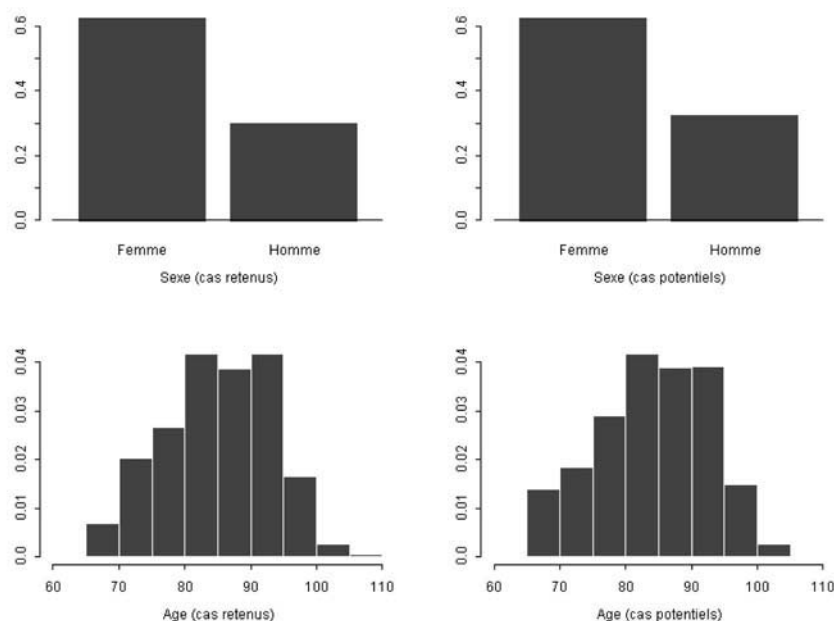 0.0 0.2 0.4 0.6
Femme Homme
Sexe (cas retenus)
0.0 0.2 0.4 0.6
Femme Homme
Sexe (cas potentiels)
0.0 0.01 0.02 0.03 0.04
60 70 80 90 100 110
Age (cas retenus)
0.0 0.01 0.02 0.03 0.04
60 70 80 90 100 110
Age (cas potentiels)